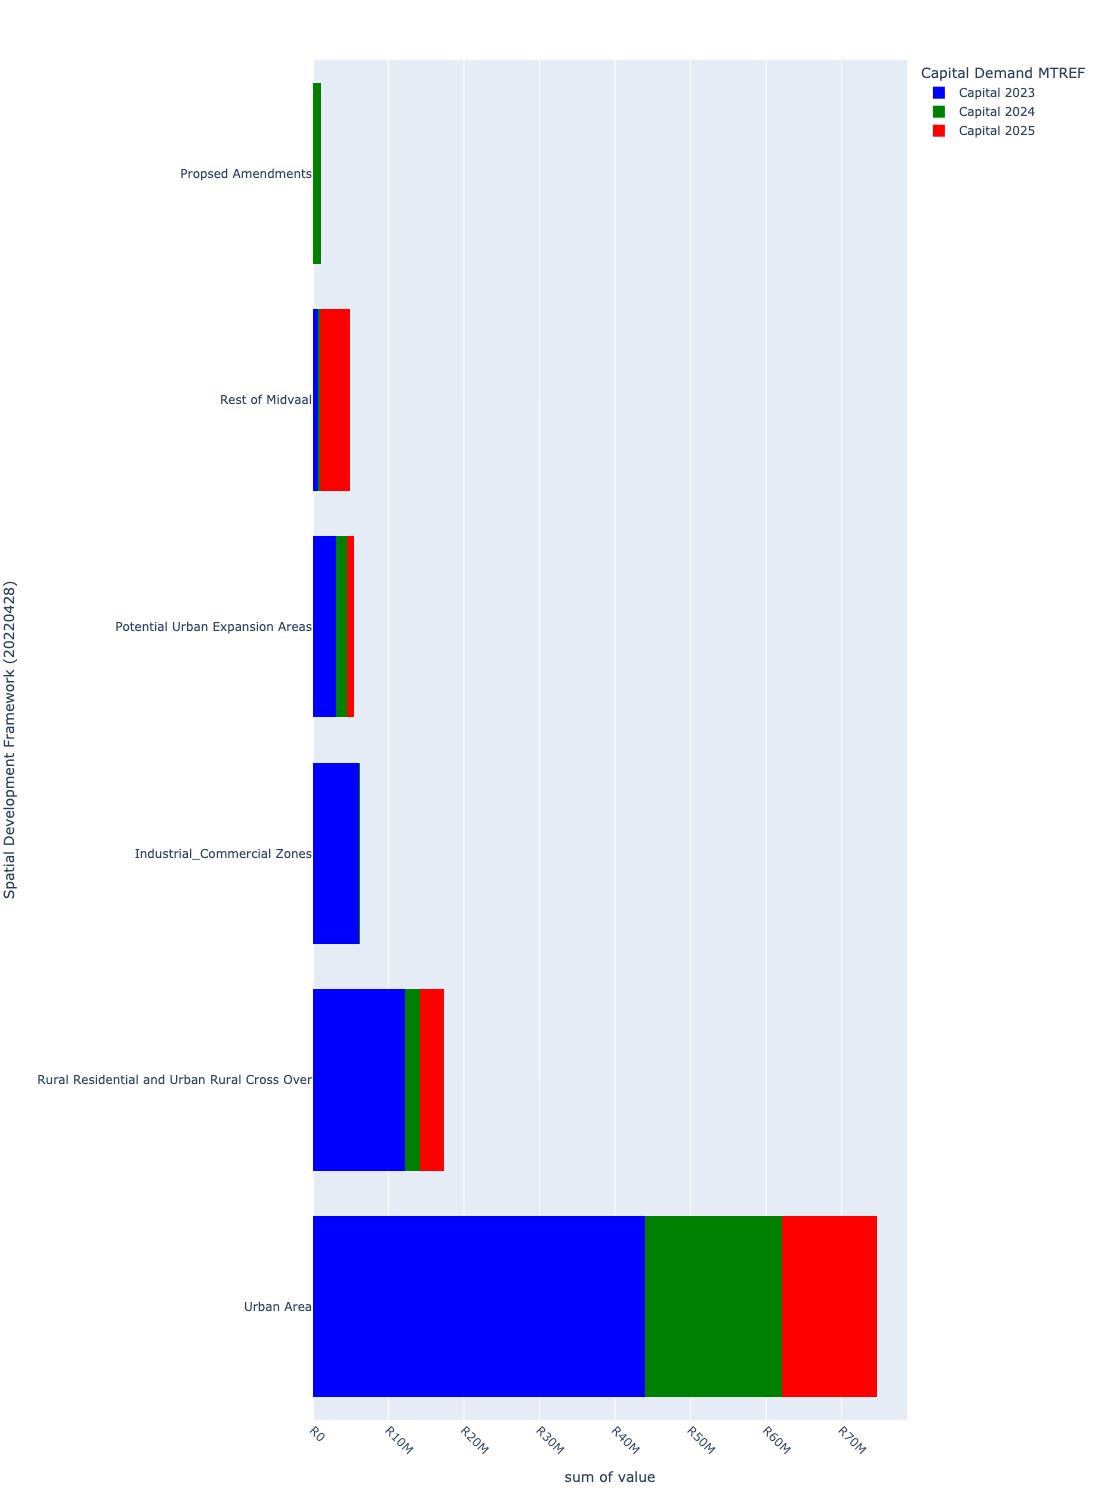 Capital Demand MTREF
Capital 2023
Capital 2024
Capital 2025
Propsed Amendments
Rest of Midvaal
Potential Urban Expansion Areas
Industrial_Commercial Zones
Rural Residential and Urban Rural Cross Over
Urban Area
Spatial Development Framework (20220428)
R0
R10M
R20M
R30M
R40M
R50M
R60M
R70M
sum of value